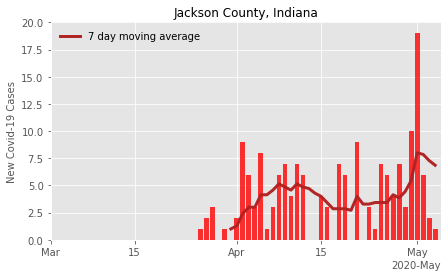 Jackson County, Indiana
7 day moving average
New Covid-19 Cases
20.0
17.5
15.0
12.5
10.0
7.5
5.0
2.5
0.0
Mar 15 Apr 15 May
2020-May